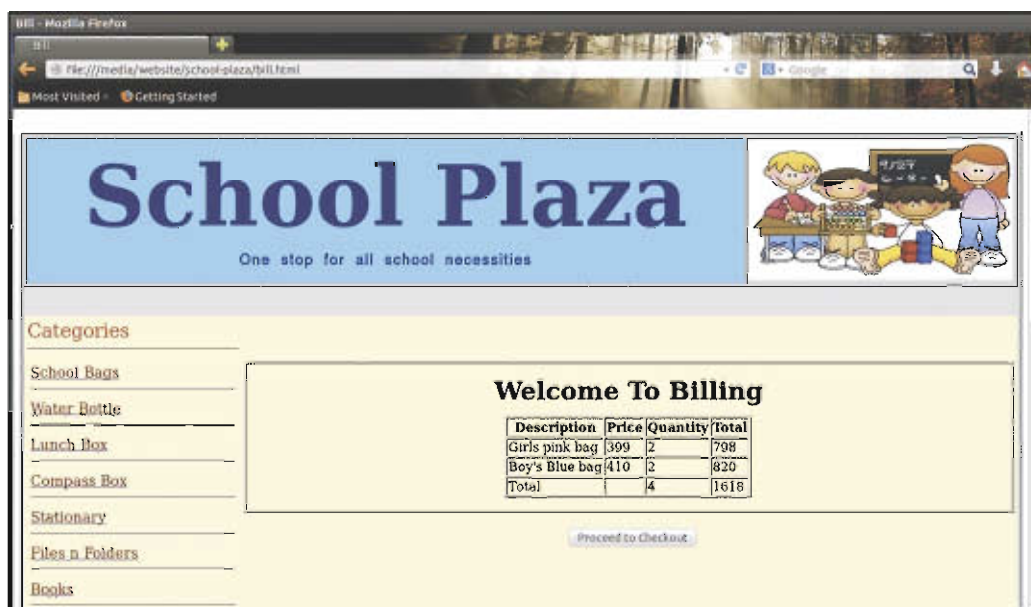 Bill - Mozilla Firefox
Bill
file:///media/website/school-plaza/bill.html
Google
Most Visited
Getting Started
School Plaza
One stop for all school necessities
Categories
School Bags
Water Bottle
Lunch Box
Compass Box
Stationary
Files n Folders
Books
Welcome To Billing
Description Price Quantity Total
Girls pink bag 399 2 798
Boy's Blue bag 410 2 820
Total 4 1618
Proceed to Checkout